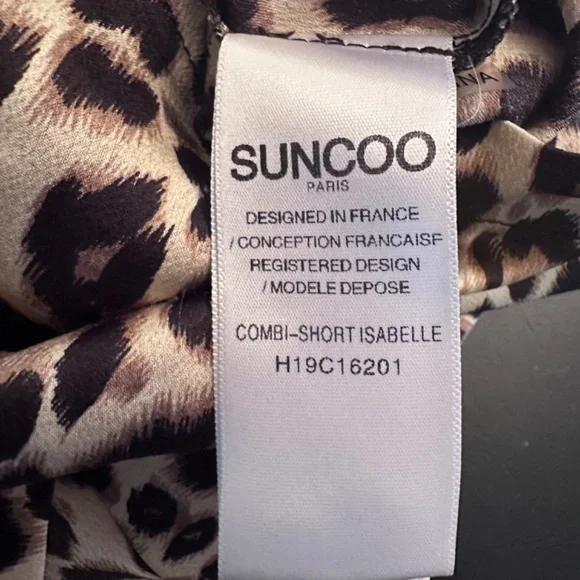 SUNCOO
PARIS
DESIGNED IN FRANCE
/ CONCEPTION FRANCAISE
REGISTERED DESIGN
/ MODELE DEPOSE
COMBI-SHORT ISABELLE
H19C16201